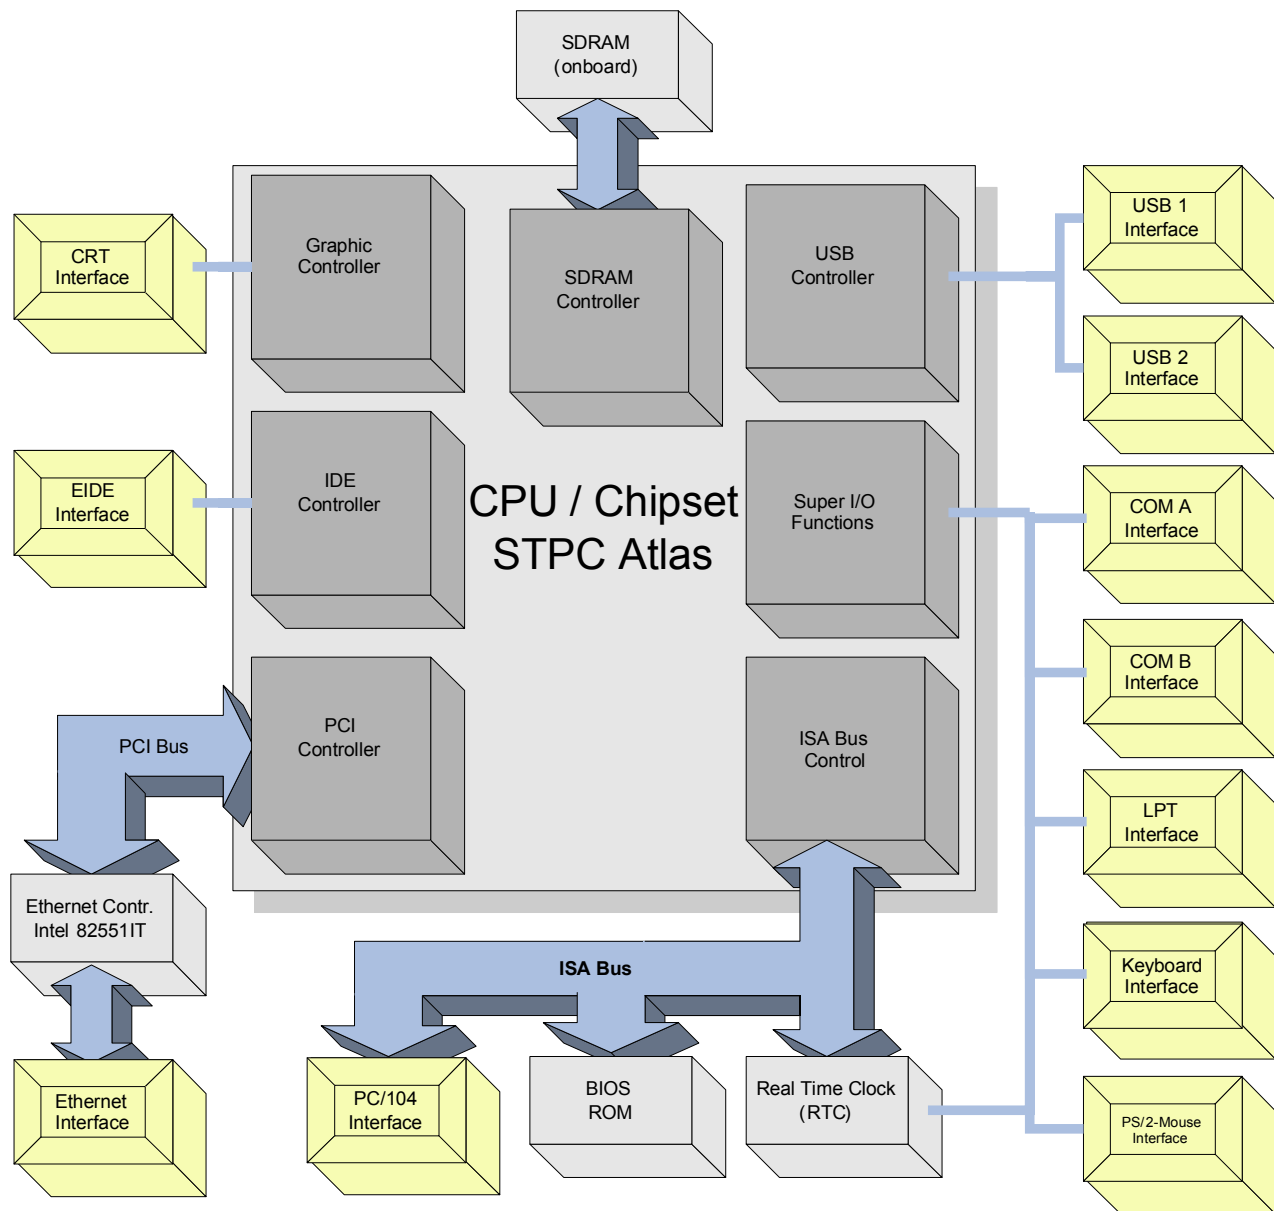 SDRAM
(onboard)
Graphic
Controller
SDRAM
Controller
USB
Controller
USB 1
Interface
CRT
Interface
USB 2
Interface
EIDE
Interface
IDE
Controller
CPU / Chipset
STPC Atlas
Super I/O
Functions
COM A
Interface
COM B
Interface
PCI Bus
PCI
Controller
ISA Bus
Control
LPT
Interface
Ethernet Contr.
Intel 82551IT
ISA Bus
Keyboard
Interface
Ethernet
Interface
PC/104
Interface
BIOS
ROM
Real Time Clock
(RTC)
PS/2-Mouse
Interface